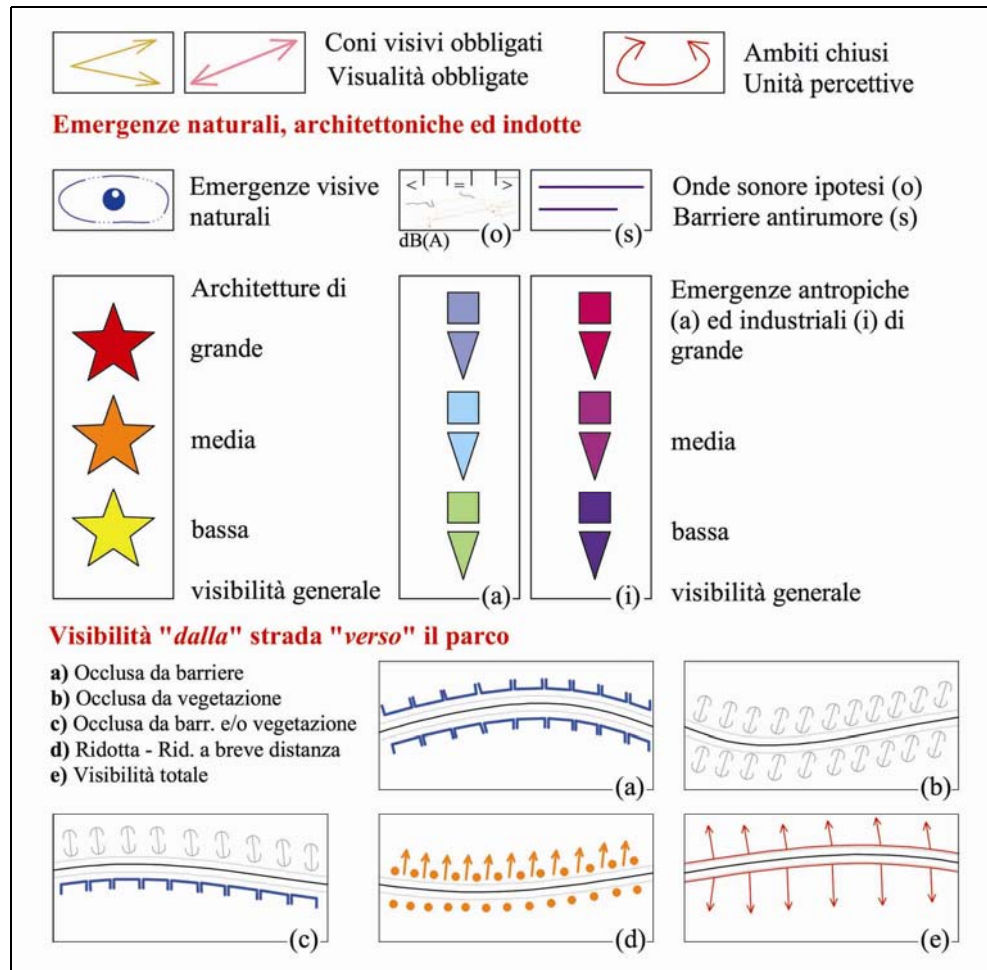 Coni visivi obbligati
Visualità obbligate
Ambiti chiusi
Unità percettive
Emergenze naturali, architettoniche ed indotte
Emergenze visive
naturali
< = >
dB(A)
(o)
(s)
Onde sonore ipotesi (o)
Barriere antirumore (s)
Architetture di
grande
media
bassa
visibilità generale
(a)
(i)
Emergenze antropiche
(a) ed industriali (i) di
grande
media
bassa
visibilità generale
Visibilità "dalla" strada "verso" il parco
a) Occlusa da barriere
b) Occlusa da vegetazione
c) Occlusa da barr. e/o vegetazione
d) Ridotta - Rid. a breve distanza
e) Visibilità totale
(a)
(b)
(c)
(d)
(e)